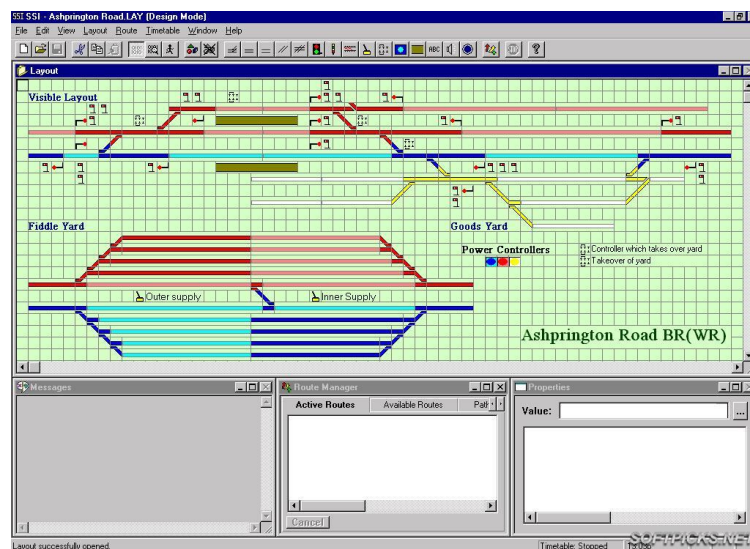 SSI - Ashprington Road.LAY (Design Mode)
File Edit View Layout Route Timetable Window Help
ABC
Layout
Visible Layout
Fiddle Yard
Goods Yard
Power Controllers
Controller which takes over yard
Takeover of yard
Outer supply
Inner Supply
Ashprington Road BR(WR)
Messages
Route Manager
Properties
Active Routes
Available Routes
Value:
...
Cancel
Layout successfully opened.
Timetable: Stopped
SOFTPICKS.NET